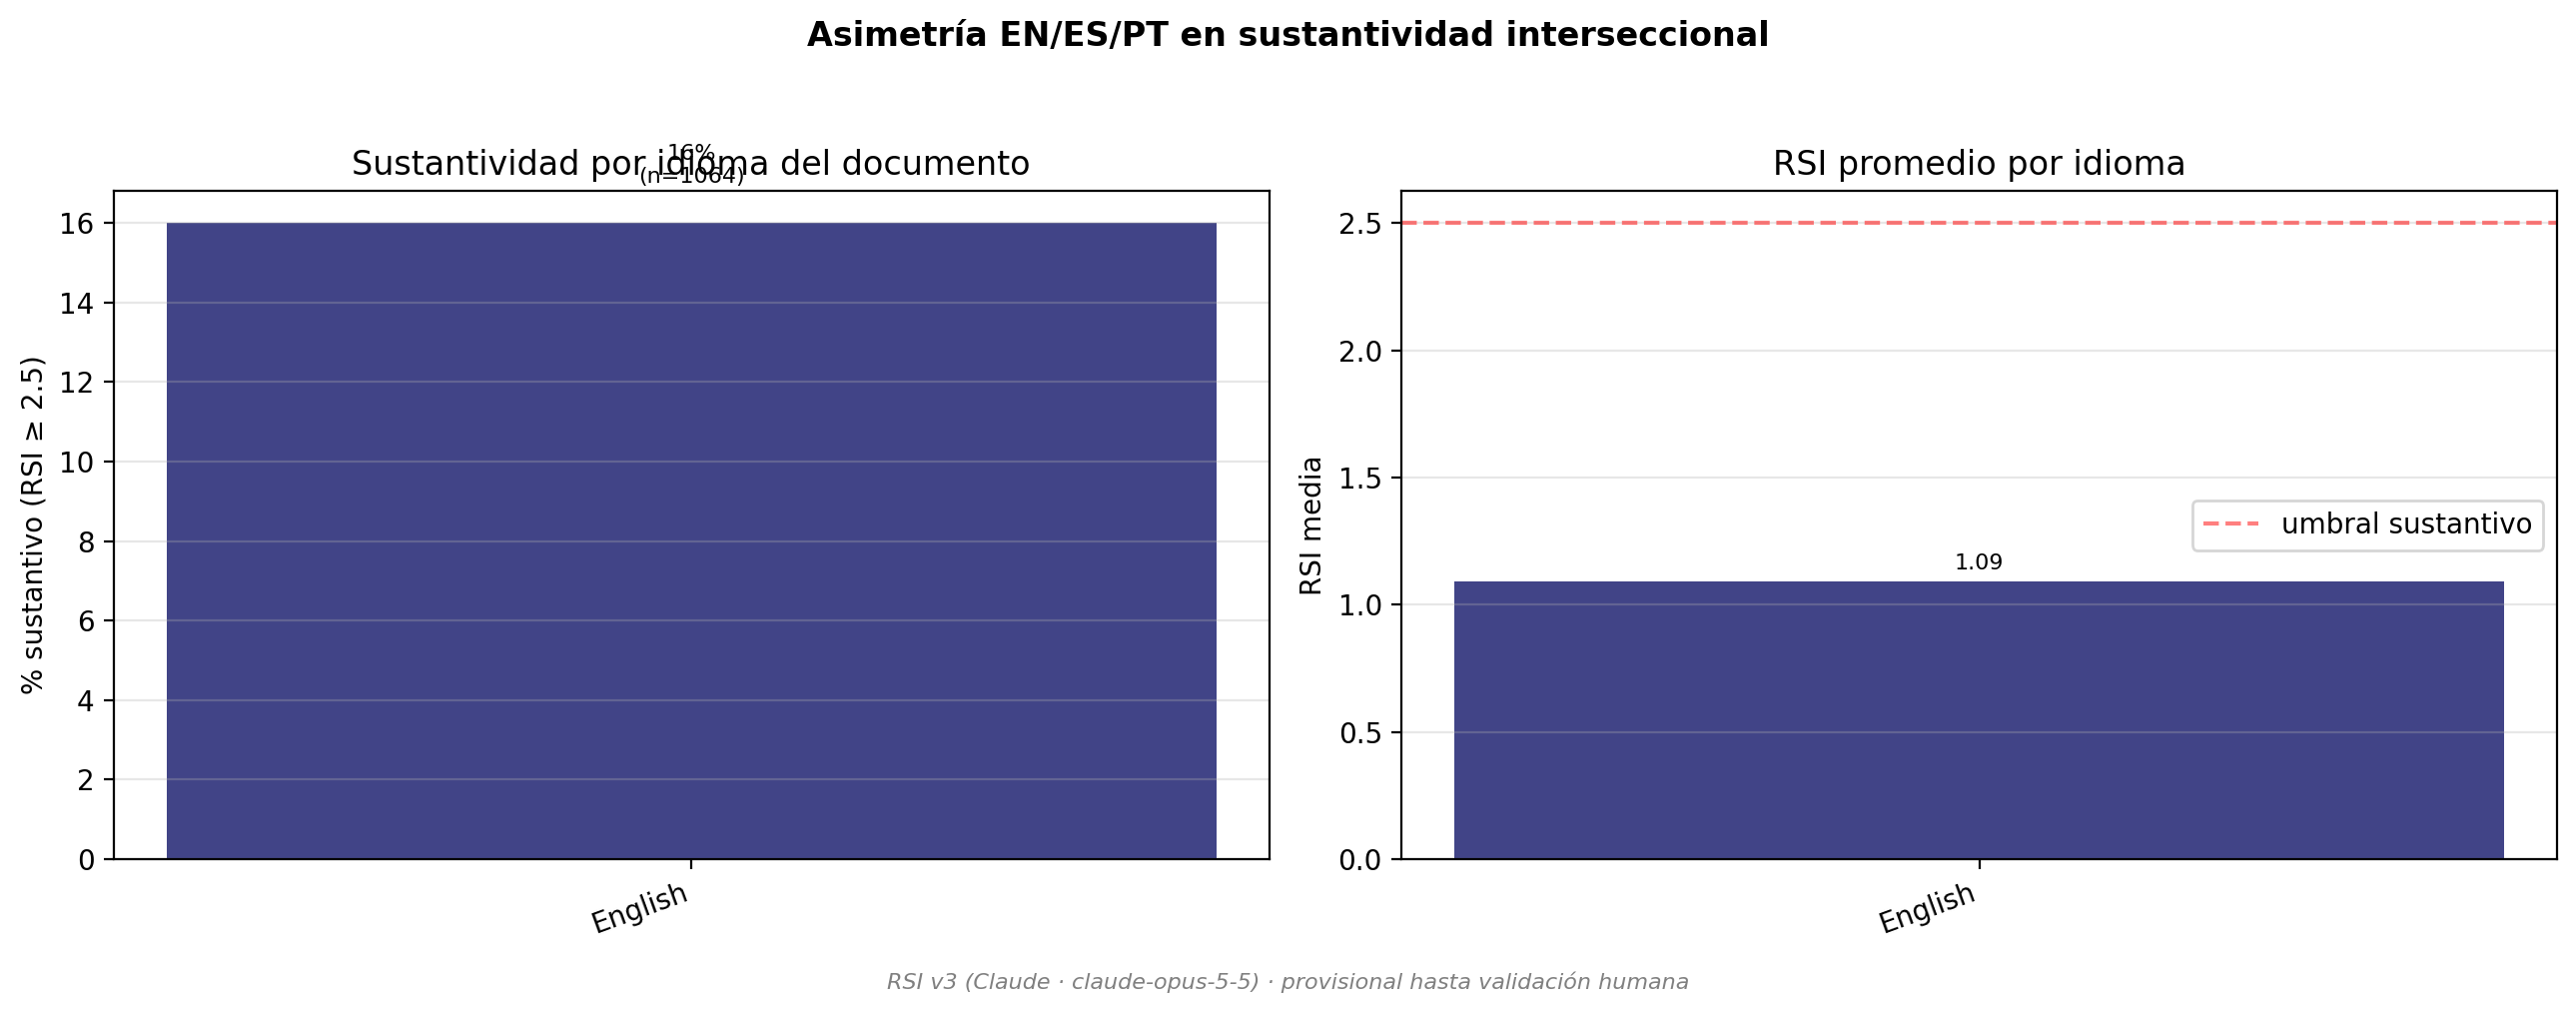 Asimetría EN/ES/PT en sustantividad interseccional
Sustantividad por idioma del documento
16%
(n=1064)
% sustantivo (RSI ≥ 2.5)
16
14
12
10
8
6
4
2
0
English
RSI promedio por idioma
RSI media
2.5
2.0
1.5
1.0
0.5
0.0
umbral sustantivo
1.09
English
RSI v3 (Claude · claude-opus-5-5) · provisional hasta validación humana